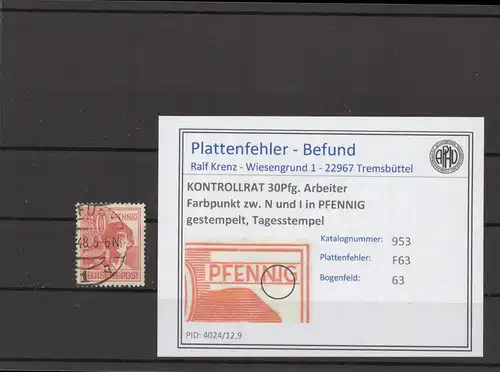 Plattenfehler - Befund
Ralf Krenz - Wiesengrund 1 - 22967 Tremsbüttel
KONTROLLRAT 30Pfg. Arbeiter
Farbpunkt zw. N und I in PFENNIG
gestempelt, Tagesstempel
Katalognummer: 953
Plattenfehler: F63
Bogenfeld: 63
PFENNIG
PID: 4024/12,9
30 PFENNIG